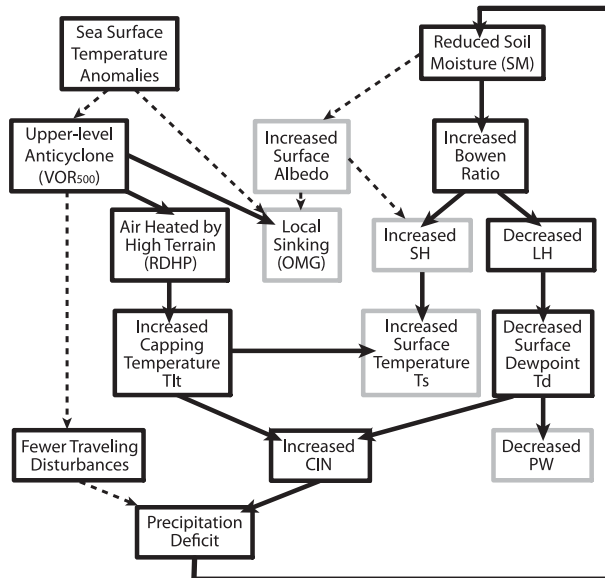 Sea Surface
Temperature
Anomalies
Reduced Soil
Moisture (SM)
Upper-level
Anticyclone
(VOR500)
Increased
Surface
Albedo
Increased
Bowen
Ratio
Air Heated by
High Terrain
(RDHP)
Local
Sinking
(OMG)
Increased
SH
Decreased
LH
Increased
Capping
Temperature
Tlt
Increased
Surface
Temperature
Ts
Decreased
Surface
Dewpoint
Td
Fewer Traveling
Disturbances
Increased
CIN
Decreased
PW
Precipitation
Deficit